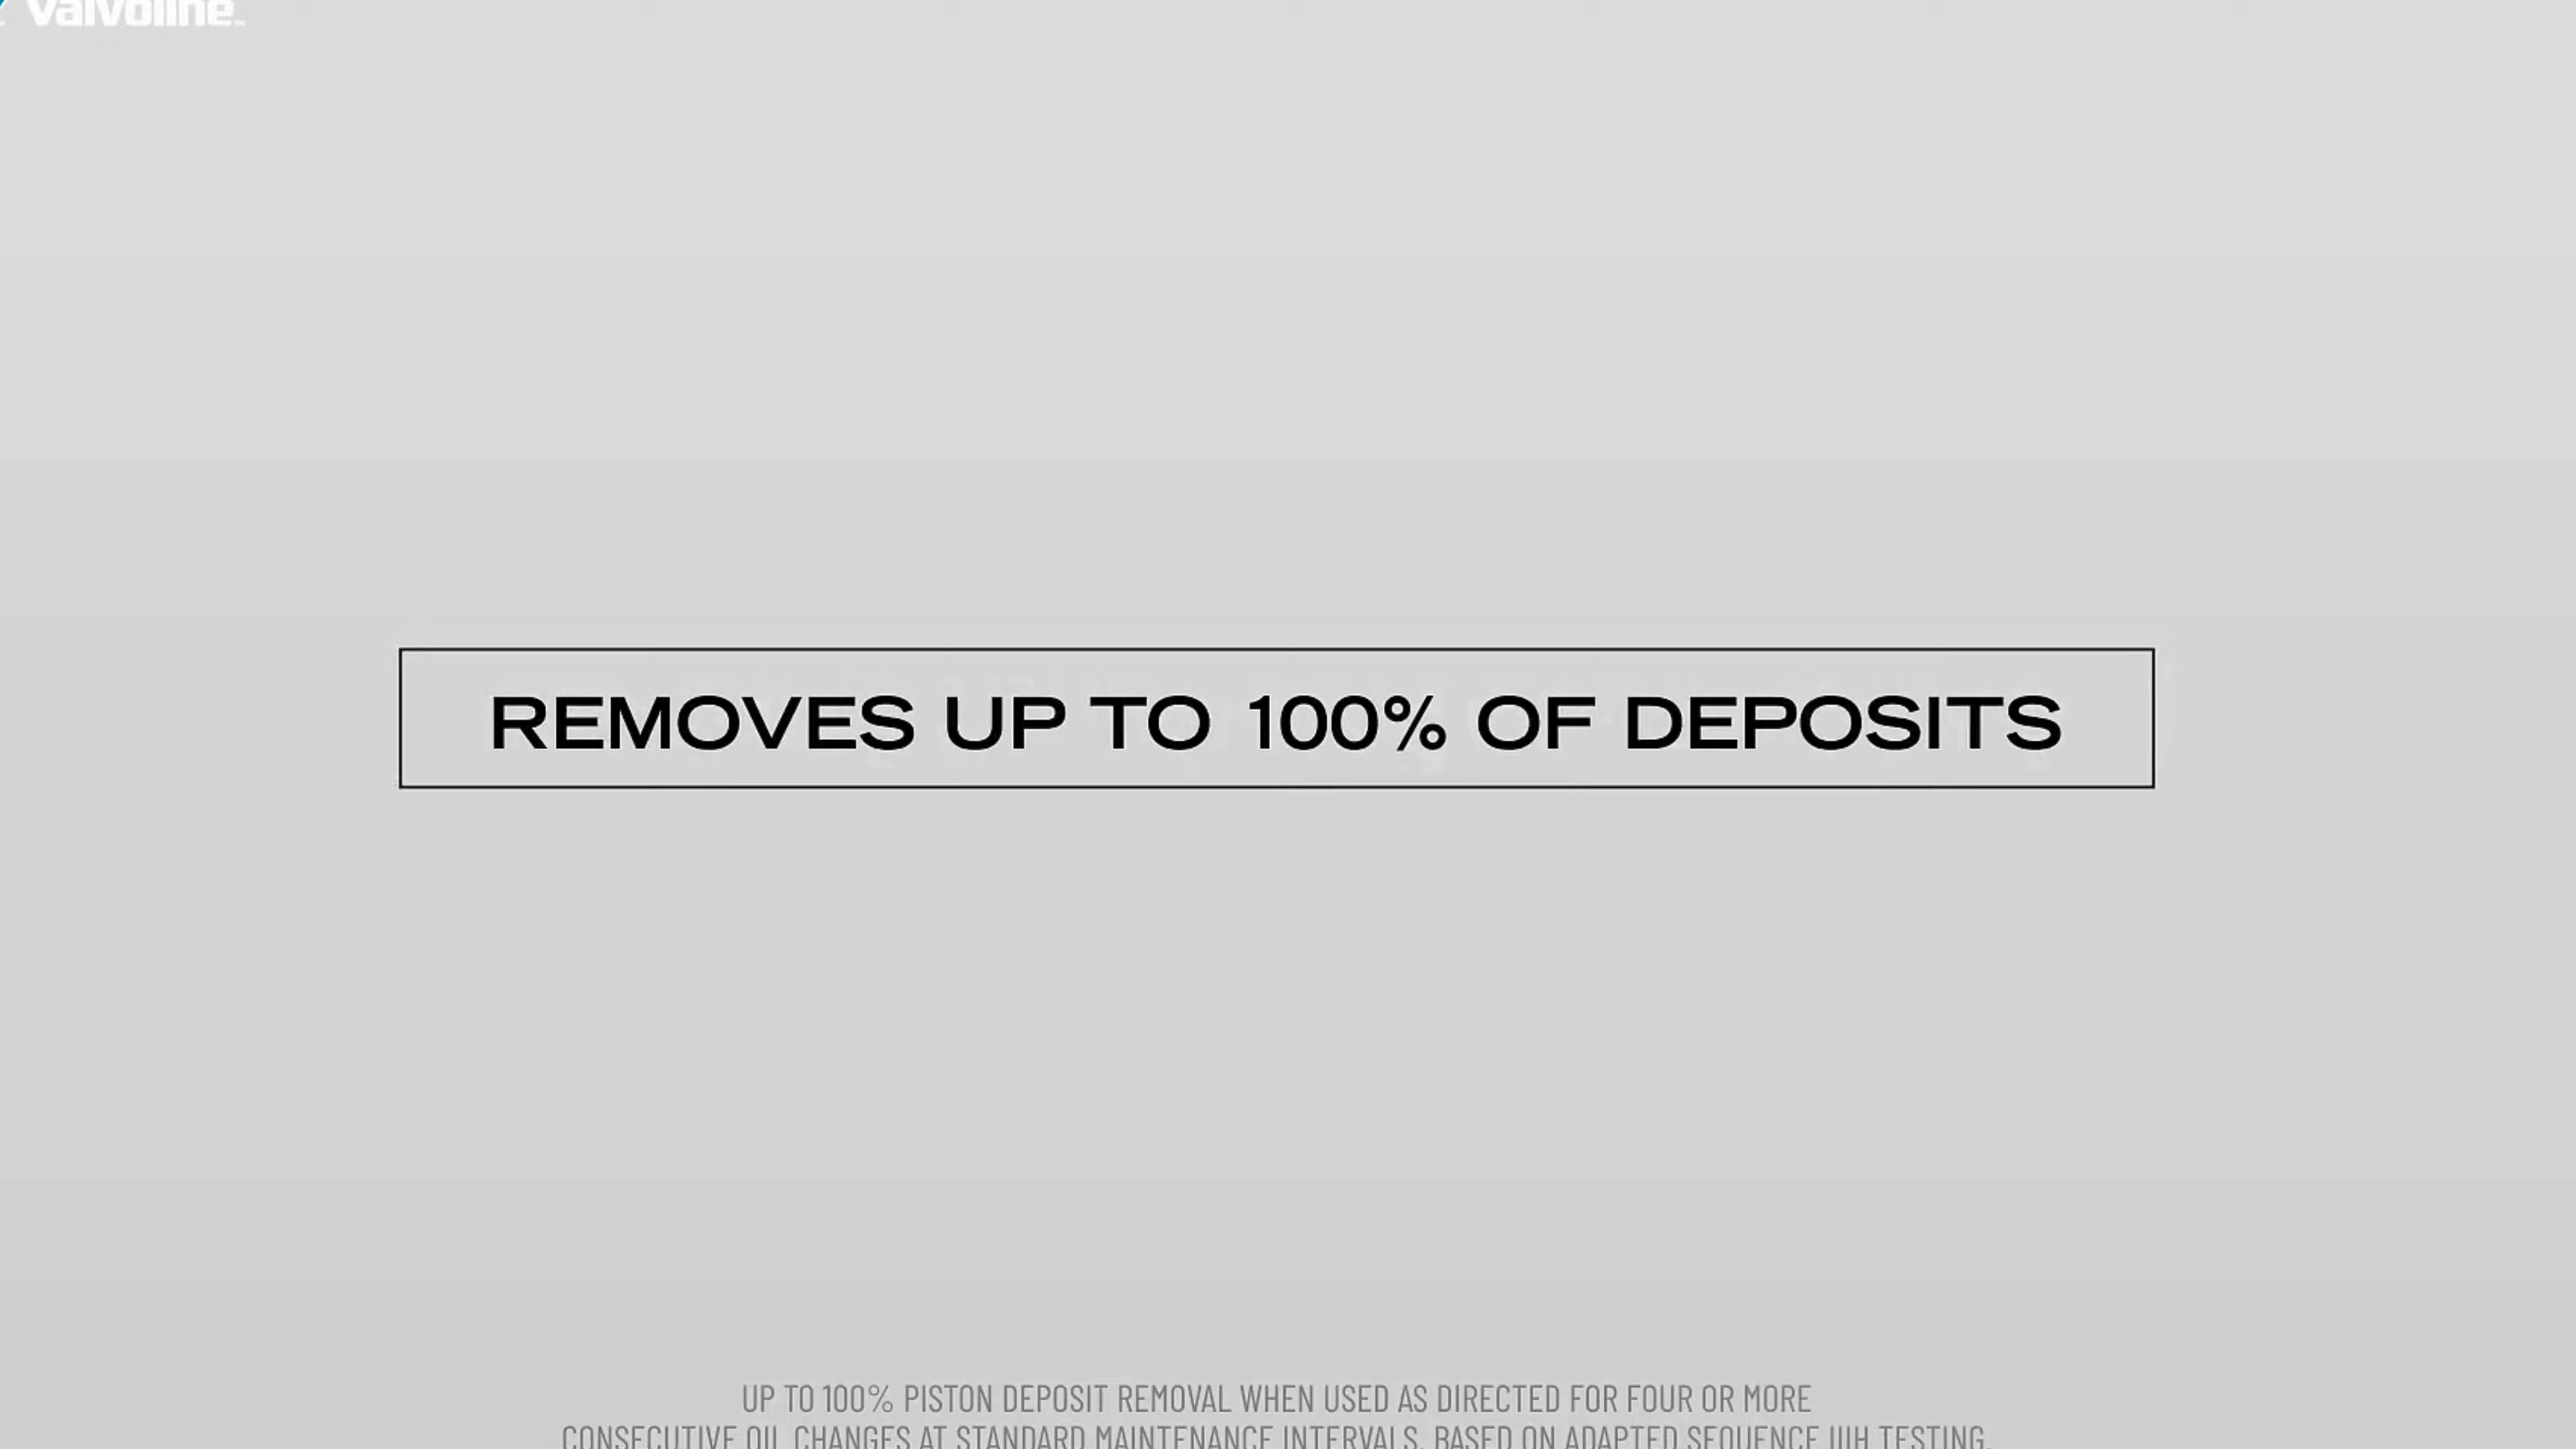 Valvoline™
REMOVES UP TO 100% OF DEPOSITS
UP TO 100% PISTON DEPOSIT REMOVAL WHEN USED AS DIRECTED FOR FOUR OR MORE
CONSECUTIVE OIL CHANGES AT STANDARD MAINTENANCE INTERVALS. BASED ON ADAPTED SEQUENCE IIIH TESTING.